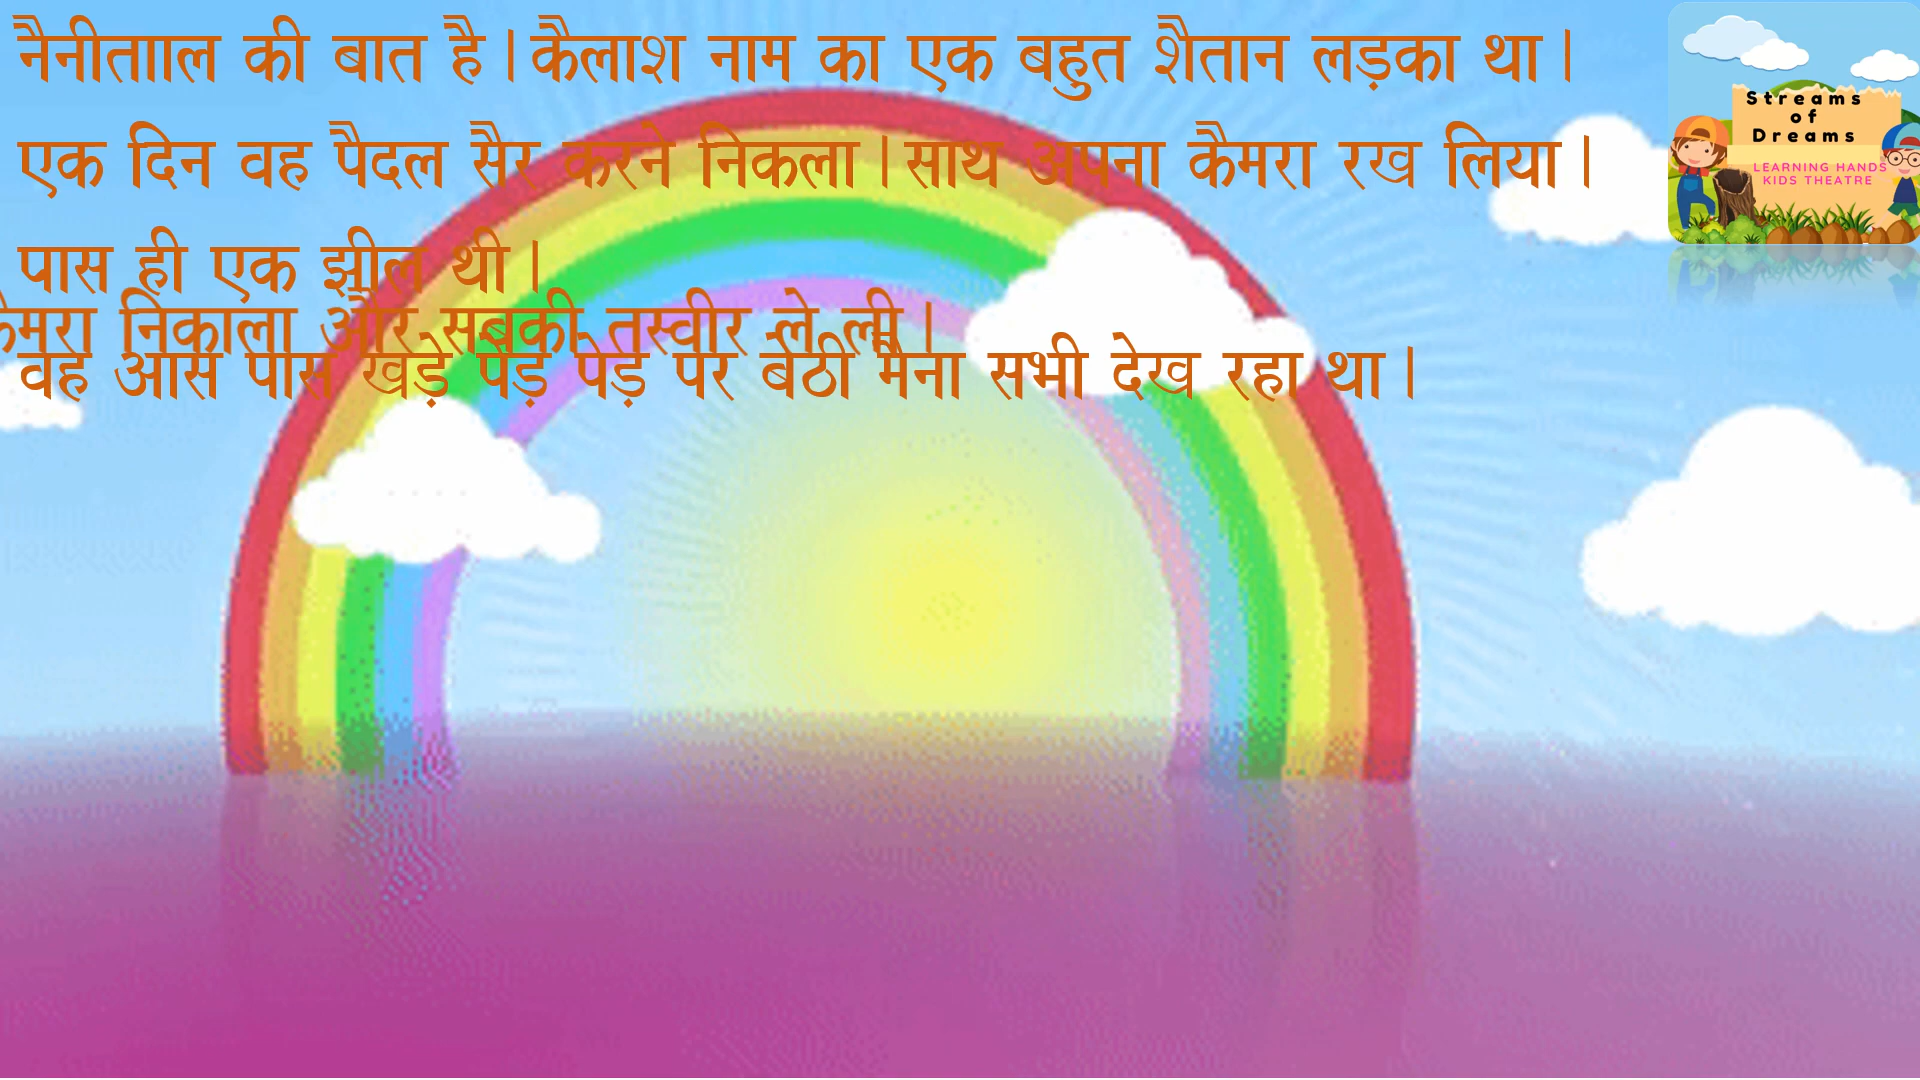 नैनीतााल की बात है। कैलाश नाम का एक बहुत शैतान लड़का था।
एक दिन वह पैदल सैर करने निकला। साथ अपना कैमरा रख लिया।
पास ही एक झील थी।
कैमरा निकाला और सबकी तस्वीर ले ली।
वह आस पास खड़े पेड़ पेड़ पर बैठी मैना सभी देख रहा था।
Streams
of
Dreams
LEARNING HANDS
KIDS THEATRE